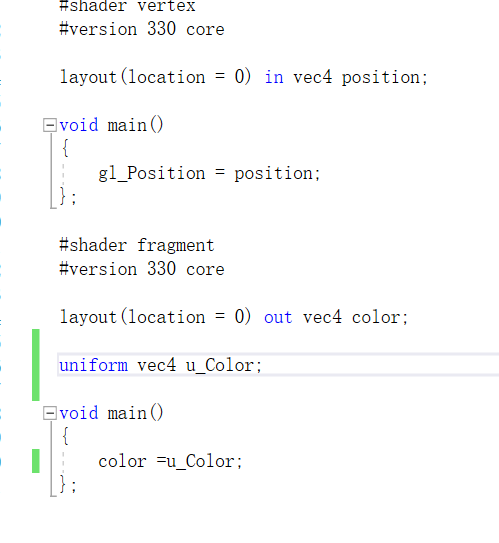 #shader vertex
#version 330 core
layout(location = 0) in vec4 position;
void main()
{
gl_Position = position;
};
#shader fragment
#version 330 core
layout(location = 0) out vec4 color;
uniform vec4 u_Color;
void main()
{
color =u_Color;
};